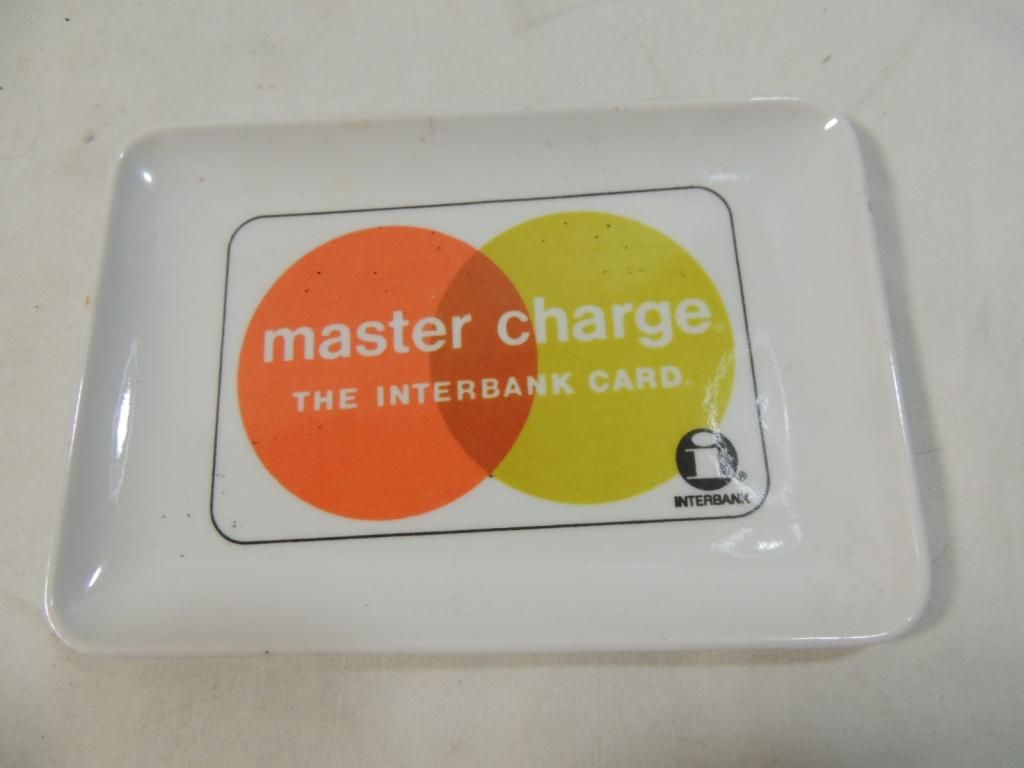 master charge
THE INTERBANK CARD®
i®
INTERBANK